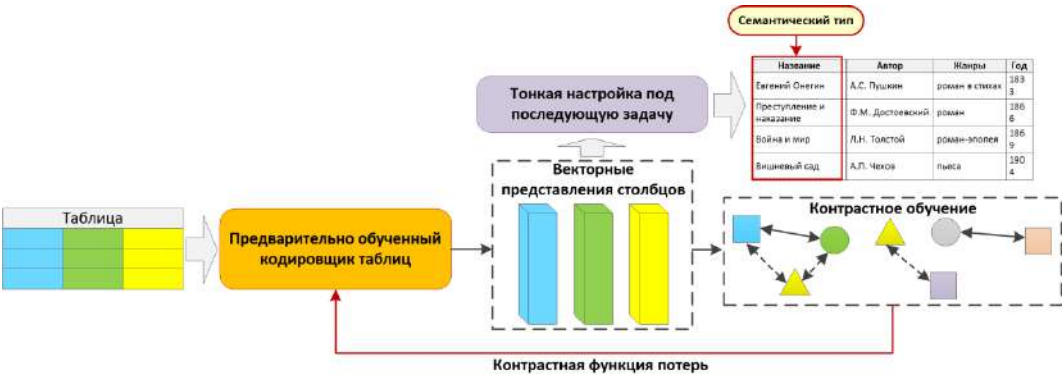 Семантический тип
Название Автор Жанры Год
Евгений Онегин А.С. Пушкин роман в стихах 183
3
Преступление и
наказание Ф.М. Достоевский роман 186
6
Война и мир Л.Н. Толстой роман-эпопея 186
9
Вишневый сад А.П. Чехов пьеса 190
4
Тонкая настройка под
последующую задачу
Векторные
представления столбцов
Контрастное обучение
Таблица
Предварительно обученный
кодировщик таблиц
Контрастная функция потерь